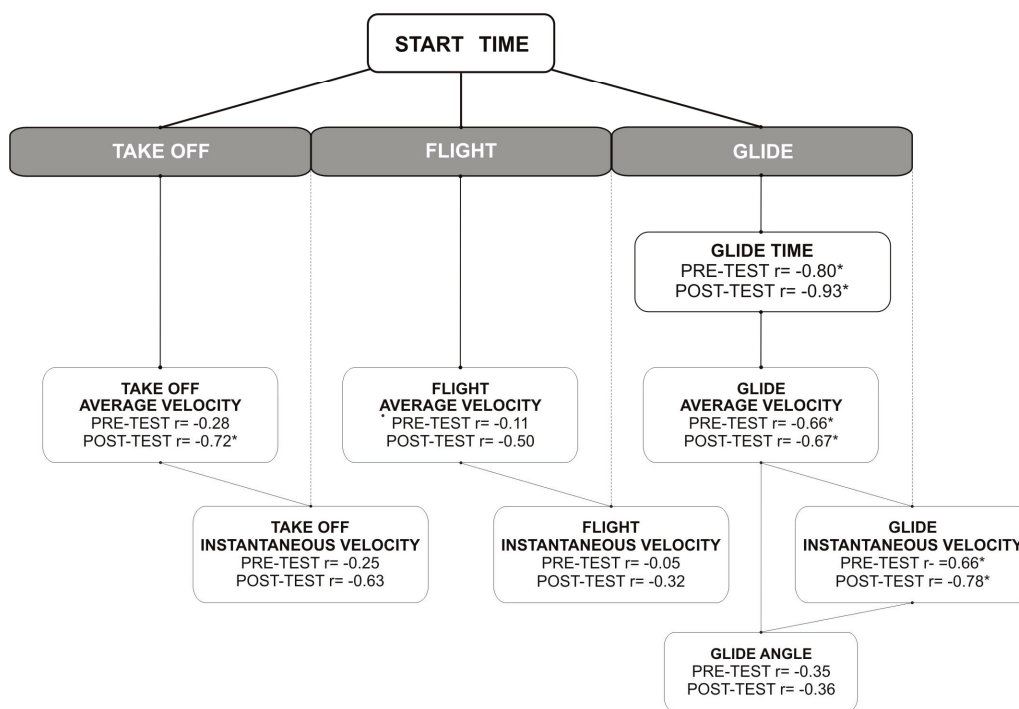 START TIME
TAKE OFF
FLIGHT
GLIDE
GLIDE TIME
PRE-TEST r= -0.80*
POST-TEST r= -0.93*
TAKE OFF
AVERAGE VELOCITY
PRE-TEST r= -0.28
POST-TEST r= -0.72*
FLIGHT
AVERAGE VELOCITY
PRE-TEST r= -0.11
POST-TEST r= -0.50
GLIDE
AVERAGE VELOCITY
PRE-TEST r= -0.66*
POST-TEST r= -0.67*
TAKE OFF
INSTANTANEOUS VELOCITY
PRE-TEST r= -0.25
POST-TEST r= -0.63
FLIGHT
INSTANTANEOUS VELOCITY
PRE-TEST r= -0.05
POST-TEST r= -0.32
GLIDE
INSTANTANEOUS VELOCITY
PRE-TEST r- =0.66*
POST-TEST r= -0.78*
GLIDE ANGLE
PRE-TEST r= -0.35
POST-TEST r= -0.36